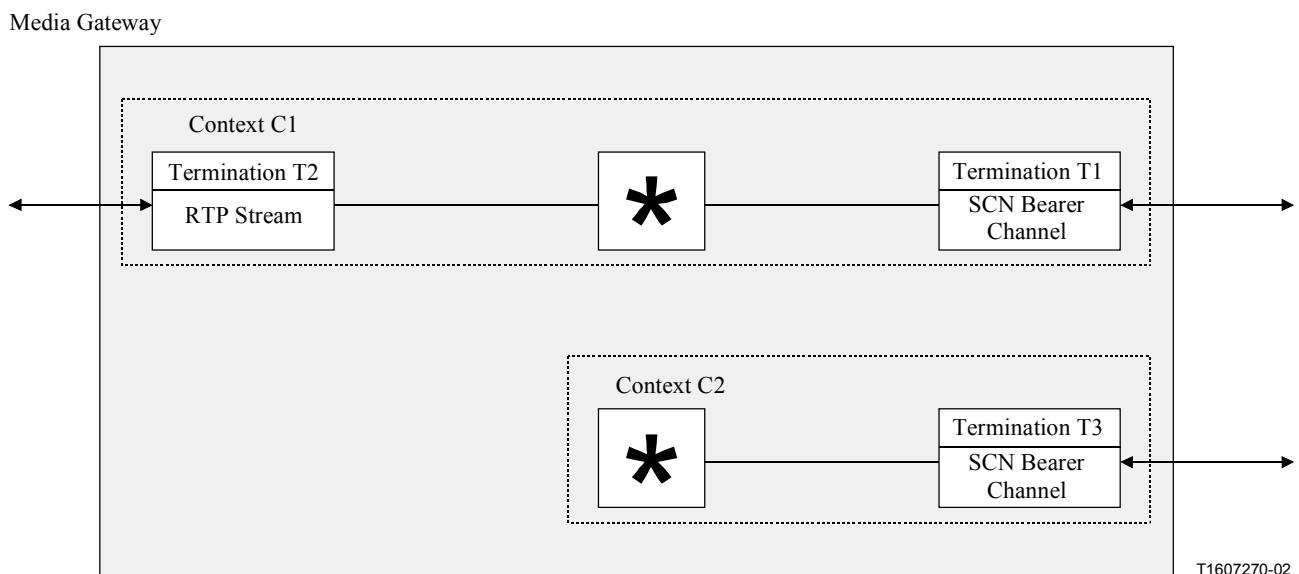 Media Gateway
Context C1
Termination T2
RTP Stream
*
Termination T1
SCN Bearer
Channel
Context C2
*
Termination T3
SCN Bearer
Channel
T1607270-02